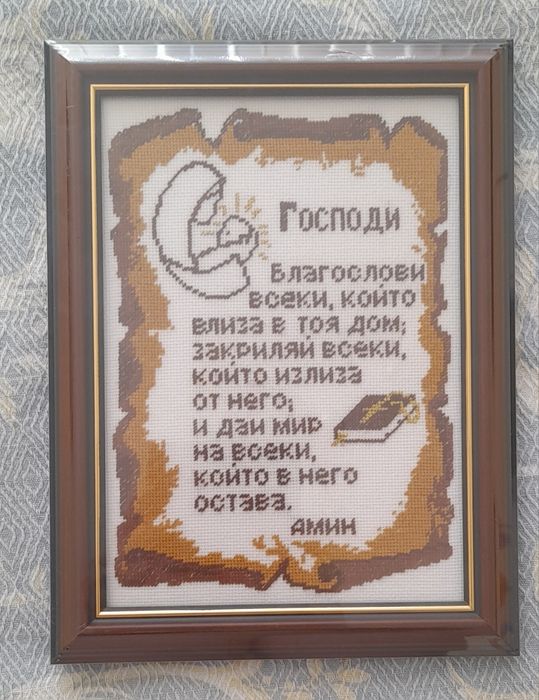 Господи
Благослови
всеки, който
влиза в тоя дом;
закриляй всеки,
който излиза
от него;
и дай мир
на всеки,
който в него
остава.
АМИН